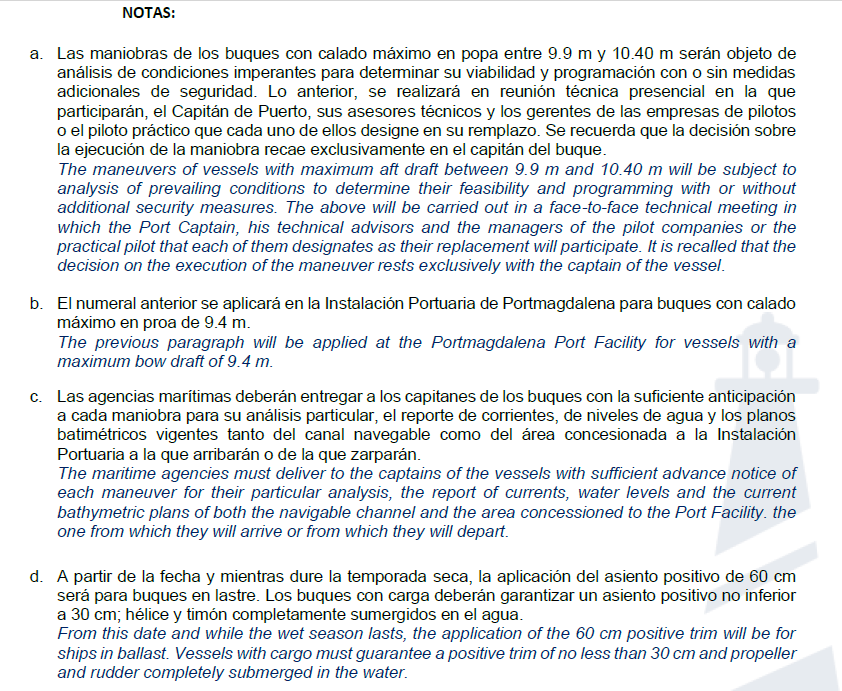 NOTAS:
a. Las maniobras de los buques con calado máximo en popa entre 9.9 m y 10.40 m serán objeto de
análisis de condiciones imperantes para determinar su viabilidad y programación con o sin medidas
adicionales de seguridad. Lo anterior, se realizará en reunión técnica presencial en la que
participarán, el Capitán de Puerto, sus asesores técnicos y los gerentes de las empresas de pilotos
o el piloto práctico que cada uno de ellos designe en su remplazo. Se recuerda que la decisión sobre
la ejecución de la maniobra recae exclusivamente en el capitán del buque.
The maneuvers of vessels with maximum aft draft between 9.9 m and 10.40 m will be subject to
analysis of prevailing conditions to determine their feasibility and programming with or without
additional security measures. The above will be carried out in a face-to-face technical meeting in
which the Port Captain, his technical advisors and the managers of the pilot companies or the
practical pilot that each of them designates as their replacement will participate. It is recalled that the
decision on the execution of the maneuver rests exclusively with the captain of the vessel.
b. El numeral anterior se aplicará en la Instalación Portuaria de Portmagdalena para buques con calado
máximo en proa de 9.4 m.
The previous paragraph will be applied at the Portmagdalena Port Facility for vessels with a
maximum bow draft of 9.4 m.
c. Las agencias marítimas deberán entregar a los capitanes de los buques con la suficiente anticipación
a cada maniobra para su análisis particular, el reporte de corrientes, de niveles de agua y los planos
batimétricos vigentes tanto del canal navegable como del área concesionada a la Instalación
Portuaria a la que arribarán o de la que zarparán.
The maritime agencies must deliver to the captains of the vessels with sufficient advance notice of
each maneuver for their particular analysis, the report of currents, water levels and the current
bathymetric plans of both the navigable channel and the area concessioned to the Port Facility. the
one from which they will arrive or from which they will depart.
d. A partir de la fecha y mientras dure la temporada seca, la aplicación del asiento positivo de 60 cm
será para buques en lastre. Los buques con carga deberán garantizar un asiento positivo no inferior
a 30 cm; hélice y timón completamente sumergidos en el agua.
From this date and while the wet season lasts, the application of the 60 cm positive trim will be for
ships in ballast. Vessels with cargo must guarantee a positive trim of no less than 30 cm and propeller
and rudder completely submerged in the water.